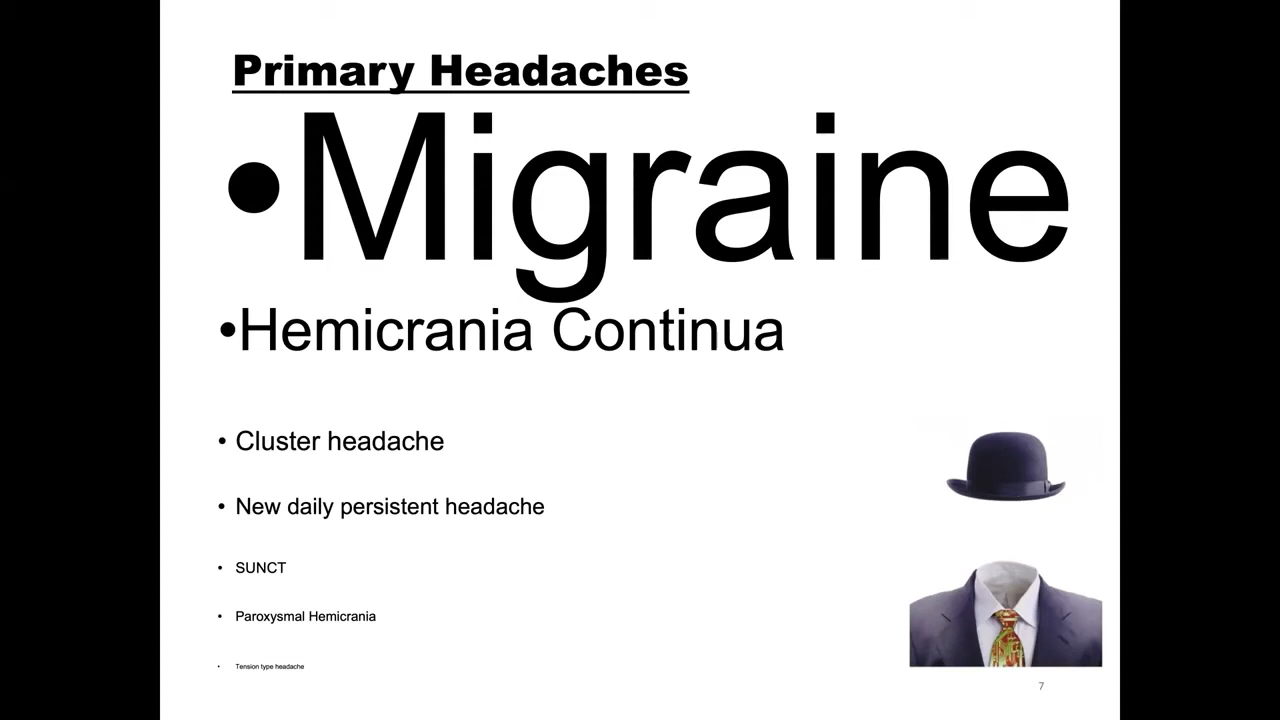 Primary Headaches
•Migraine
•Hemicrania Continua
• Cluster headache
• New daily persistent headache
• SUNCT
• Paroxysmal Hemicrania
• Tension type headache
7